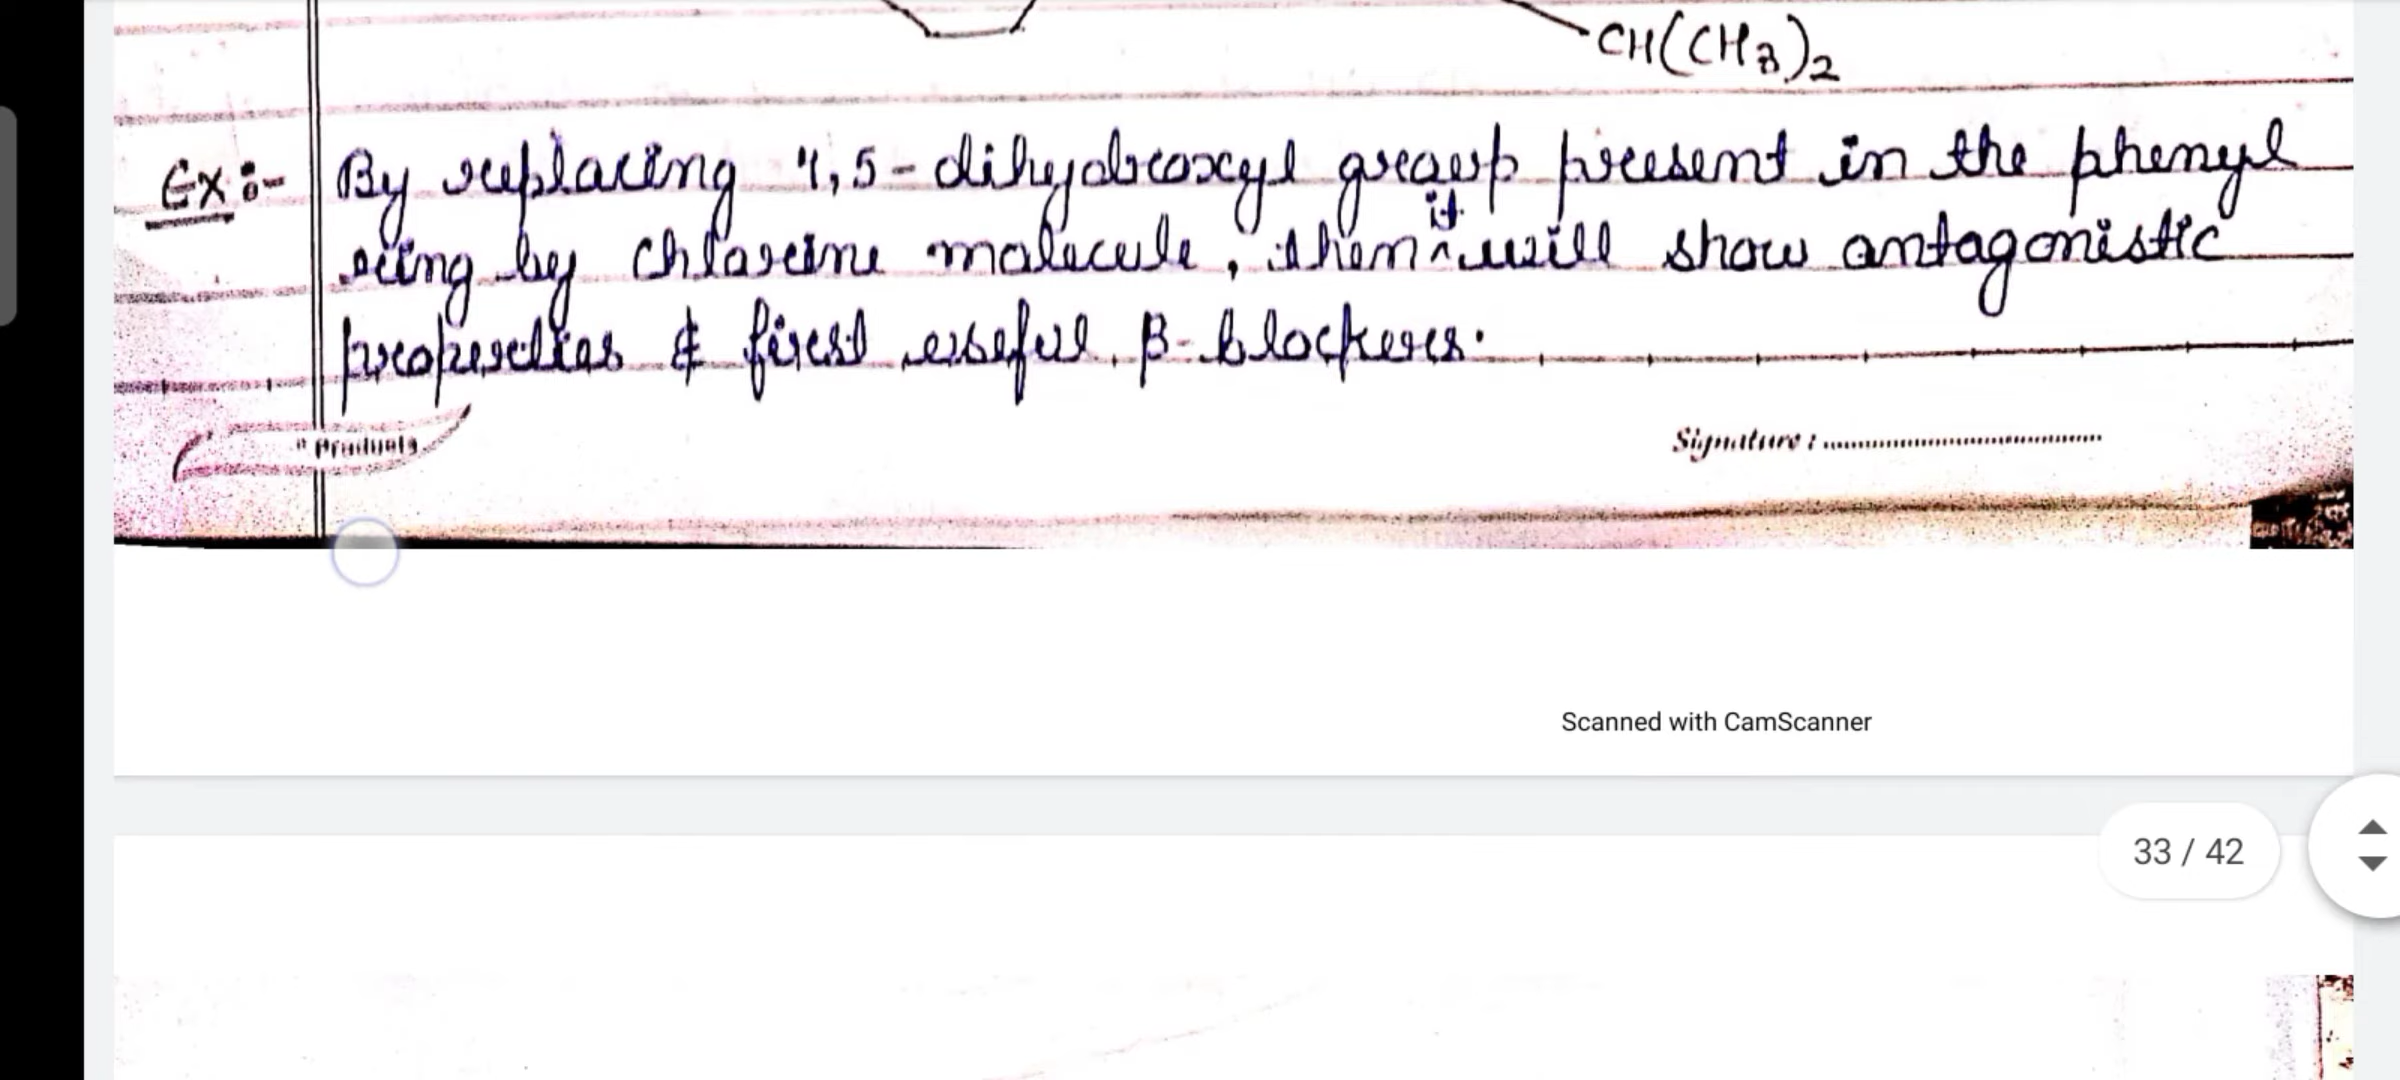 CH(CH3)2
Ex:- By replacing 4,5-dihydroxyl group present in the phenyl
ring by chlorine molecule, then it will show antagonistic
properties & first useful β-blockers.
Products
Signature : ........................................
Scanned with CamScanner
33 / 42